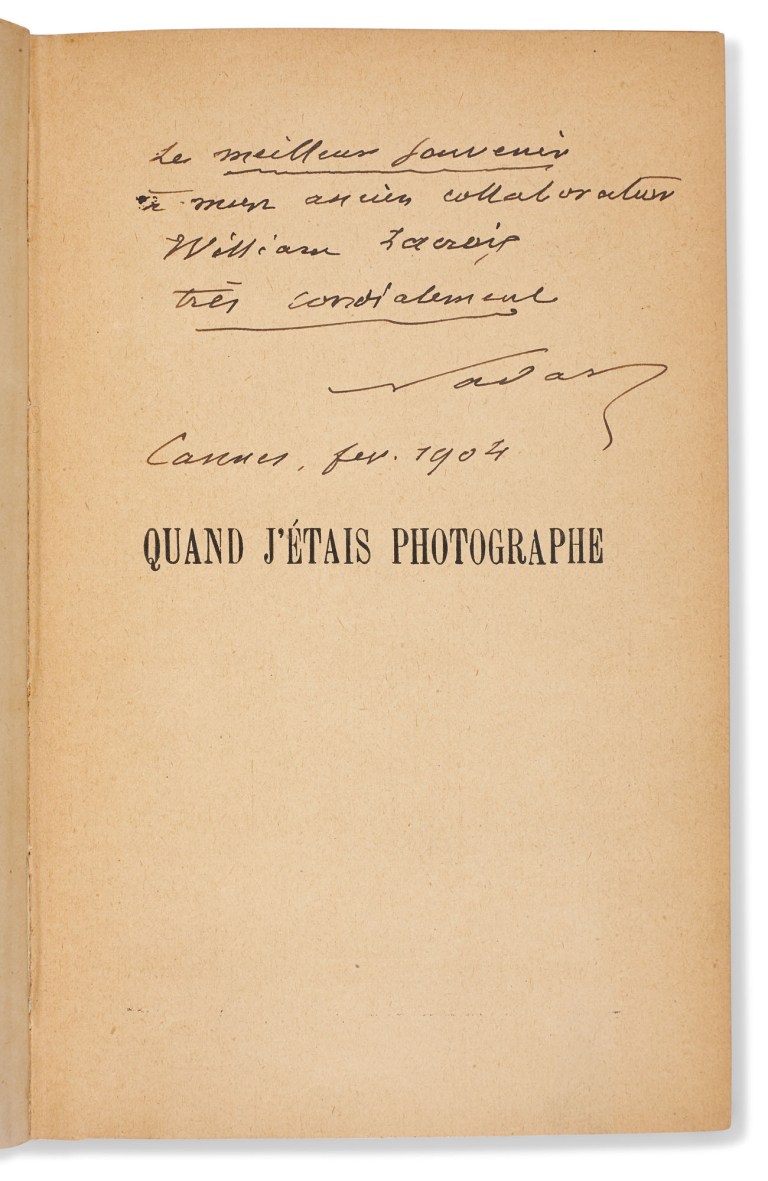 Le meilleur souvenir
à mon ancien collaborateur
William Lacroix
très cordialement
Nadar
Cannes, fev. 1904
QUAND J'ÉTAIS PHOTOGRAPHE